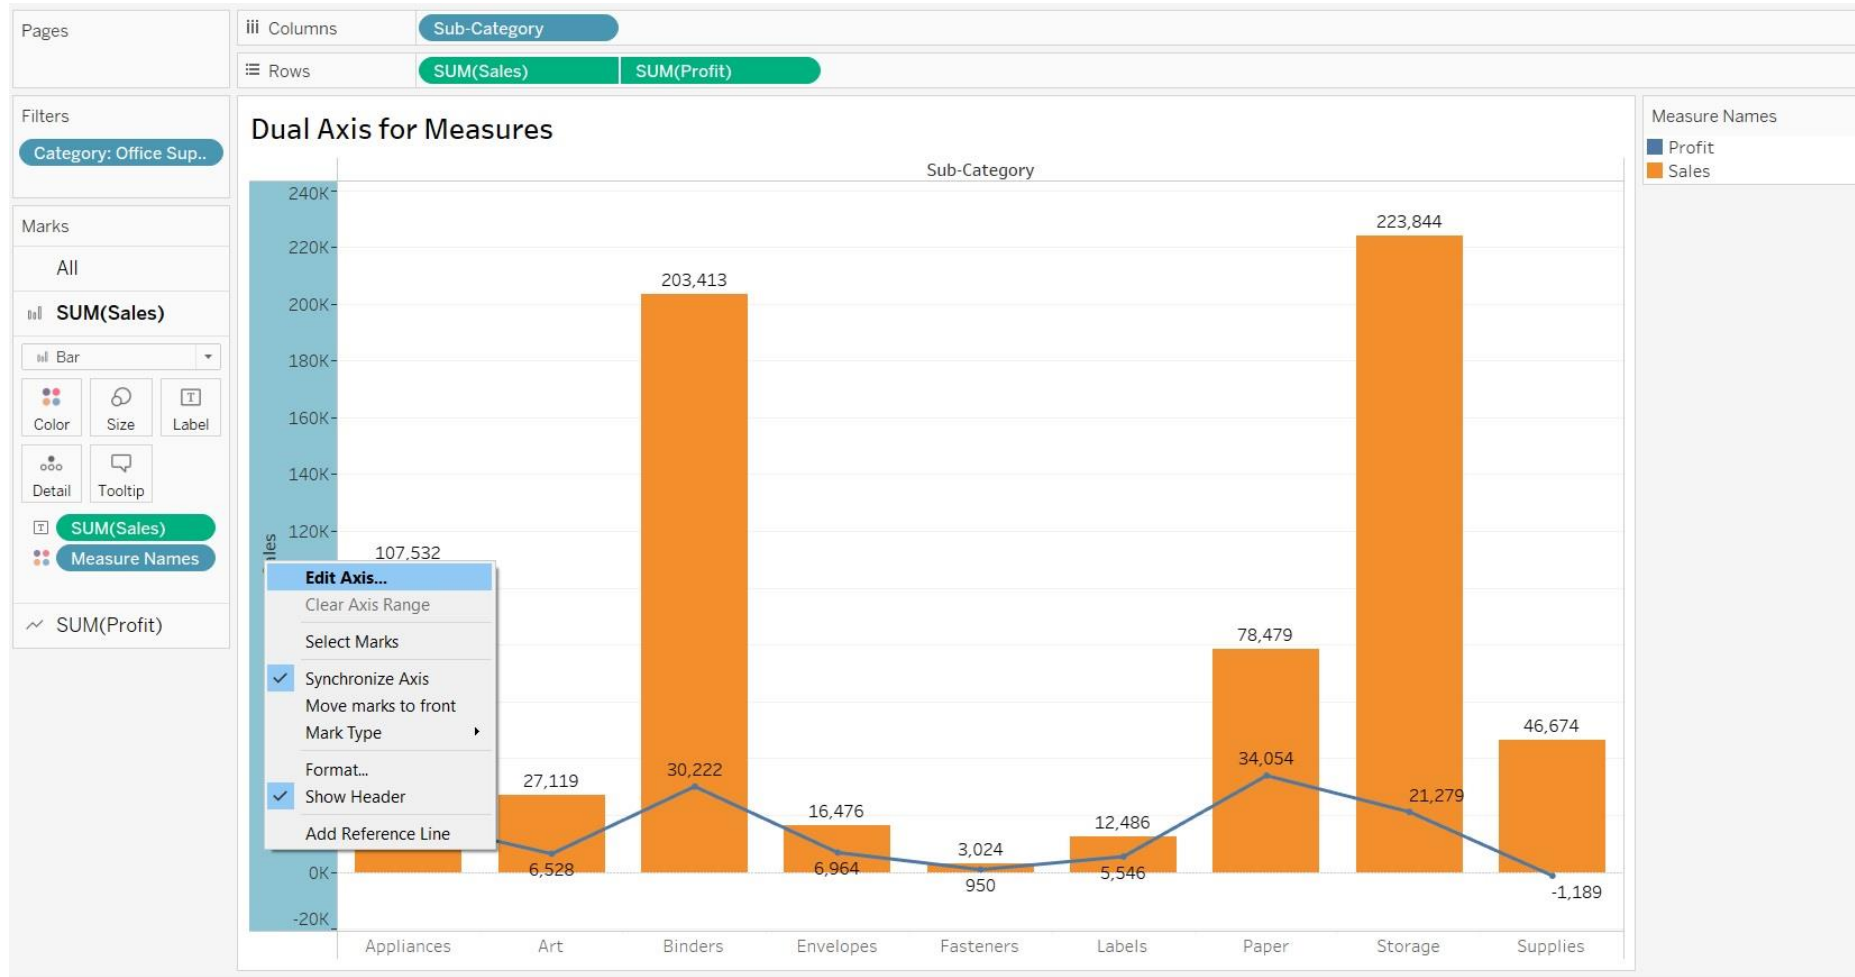 Pages
Columns
Sub-Category
Rows
SUM(Sales)
SUM(Profit)
Filters
Category: Office Sup..
Marks
All
SUM(Sales)
Bar
Color
Size
Label
Detail
Tooltip
SUM(Sales)
Measure Names
SUM(Profit)
Dual Axis for Measures
Sub-Category
240K
220K
200K
180K
160K
140K
120K
0K
-20K
107,532
27,119
203,413
16,476
3,024
12,486
78,479
223,844
46,674
6,528
30,222
6,964
950
5,546
34,054
21,279
-1,189
Edit Axis...
Clear Axis Range
Select Marks
Synchronize Axis
Move marks to front
Mark Type
Format...
Show Header
Add Reference Line
Appliances
Art
Binders
Envelopes
Fasteners
Labels
Paper
Storage
Supplies
Measure Names
Profit
Sales